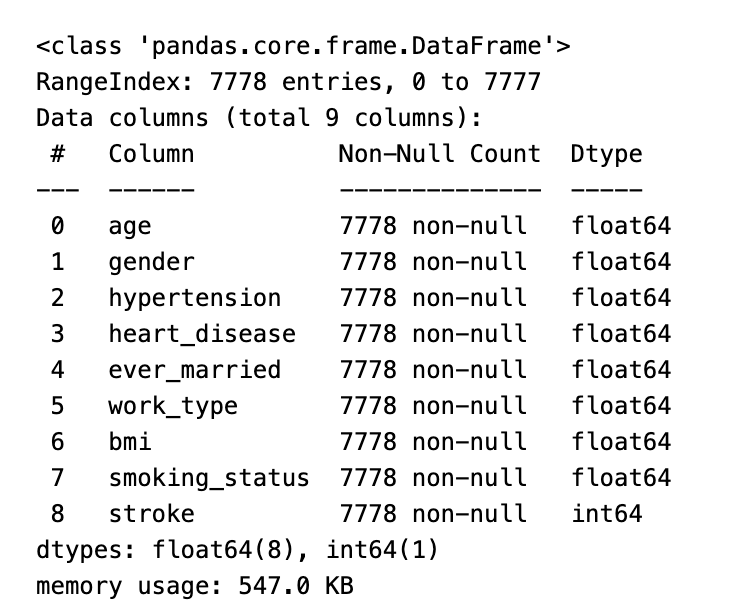 <class 'pandas.core.frame.DataFrame'>
RangeIndex: 7778 entries, 0 to 7777
Data columns (total 9 columns):
 #   Column          Non-Null Count  Dtype
---  ------          --------------  -----
 0   age             7778 non-null   float64
 1   gender          7778 non-null   float64
 2   hypertension    7778 non-null   float64
 3   heart_disease   7778 non-null   float64
 4   ever_married    7778 non-null   float64
 5   work_type       7778 non-null   float64
 6   bmi             7778 non-null   float64
 7   smoking_status  7778 non-null   float64
 8   stroke          7778 non-null   int64
dtypes: float64(8), int64(1)
memory usage: 547.0 KB